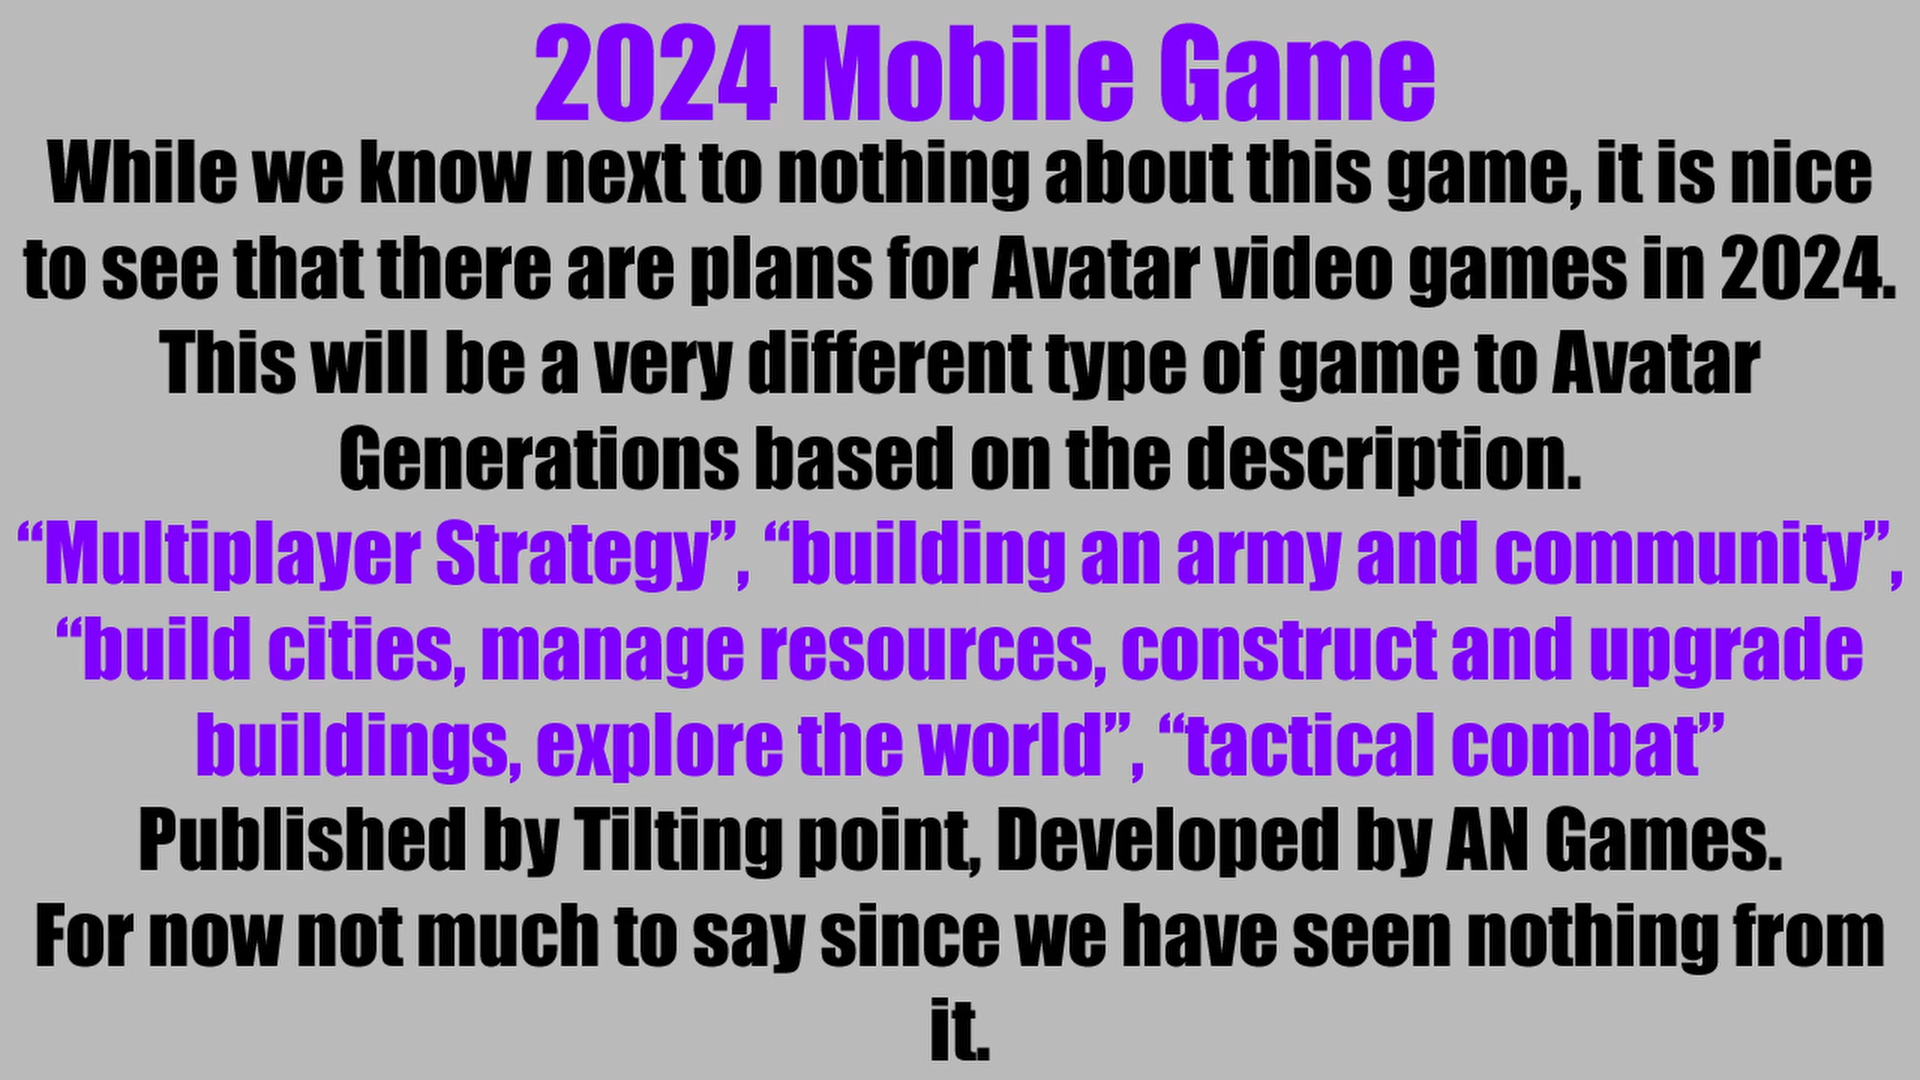 2024 Mobile Game
While we know next to nothing about this game, it is nice
to see that there are plans for Avatar video games in 2024.
This will be a very different type of game to Avatar
Generations based on the description.
“Multiplayer Strategy”, “building an army and community”,
“build cities, manage resources, construct and upgrade
buildings, explore the world”, “tactical combat”
Published by Tilting point, Developed by AN Games.
For now not much to say since we have seen nothing from
it.